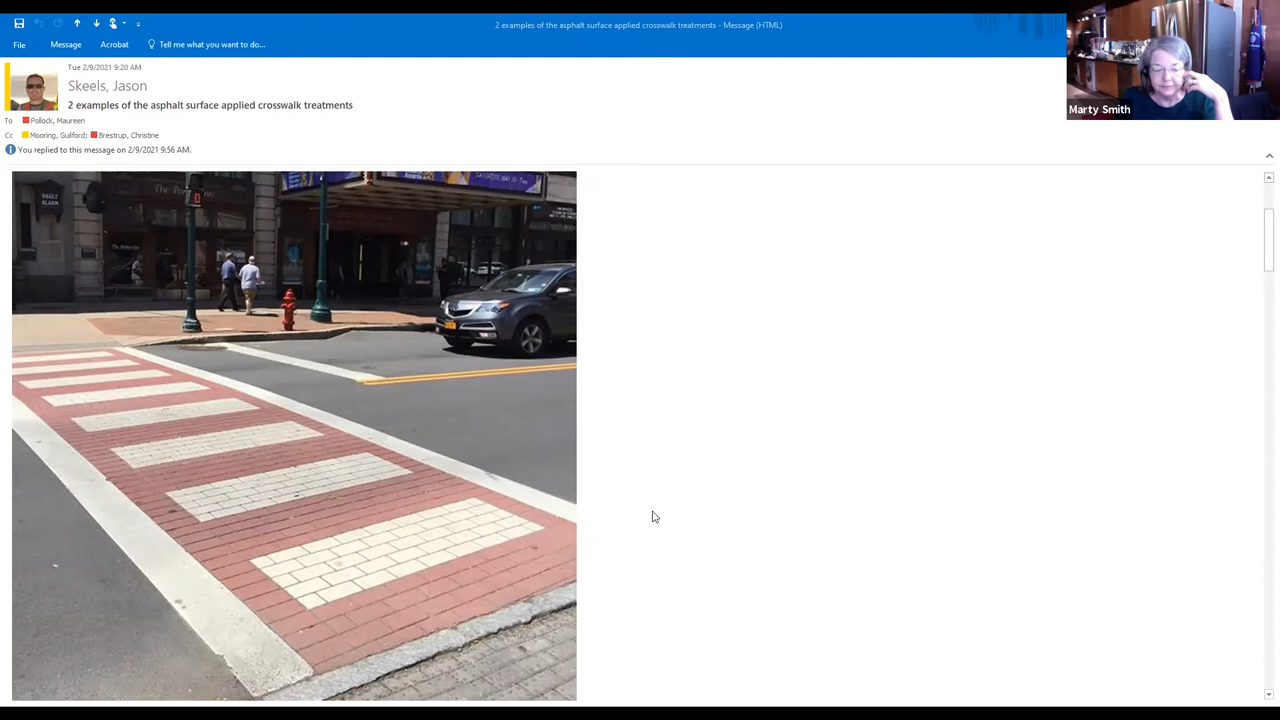 2 examples of the asphalt surface applied crosswalk treatments - Message (HTML)
File Message Acrobat Tell me what you want to do...
Tue 2/9/2021 9:20 AM
Skeels, Jason
2 examples of the asphalt surface applied crosswalk treatments
To Pollock, Maureen
Cc Mooring, Guilford; Brestrup, Christine
You replied to this message on 2/9/2021 9:56 AM.
Marty Smith
VAULT
ALARM